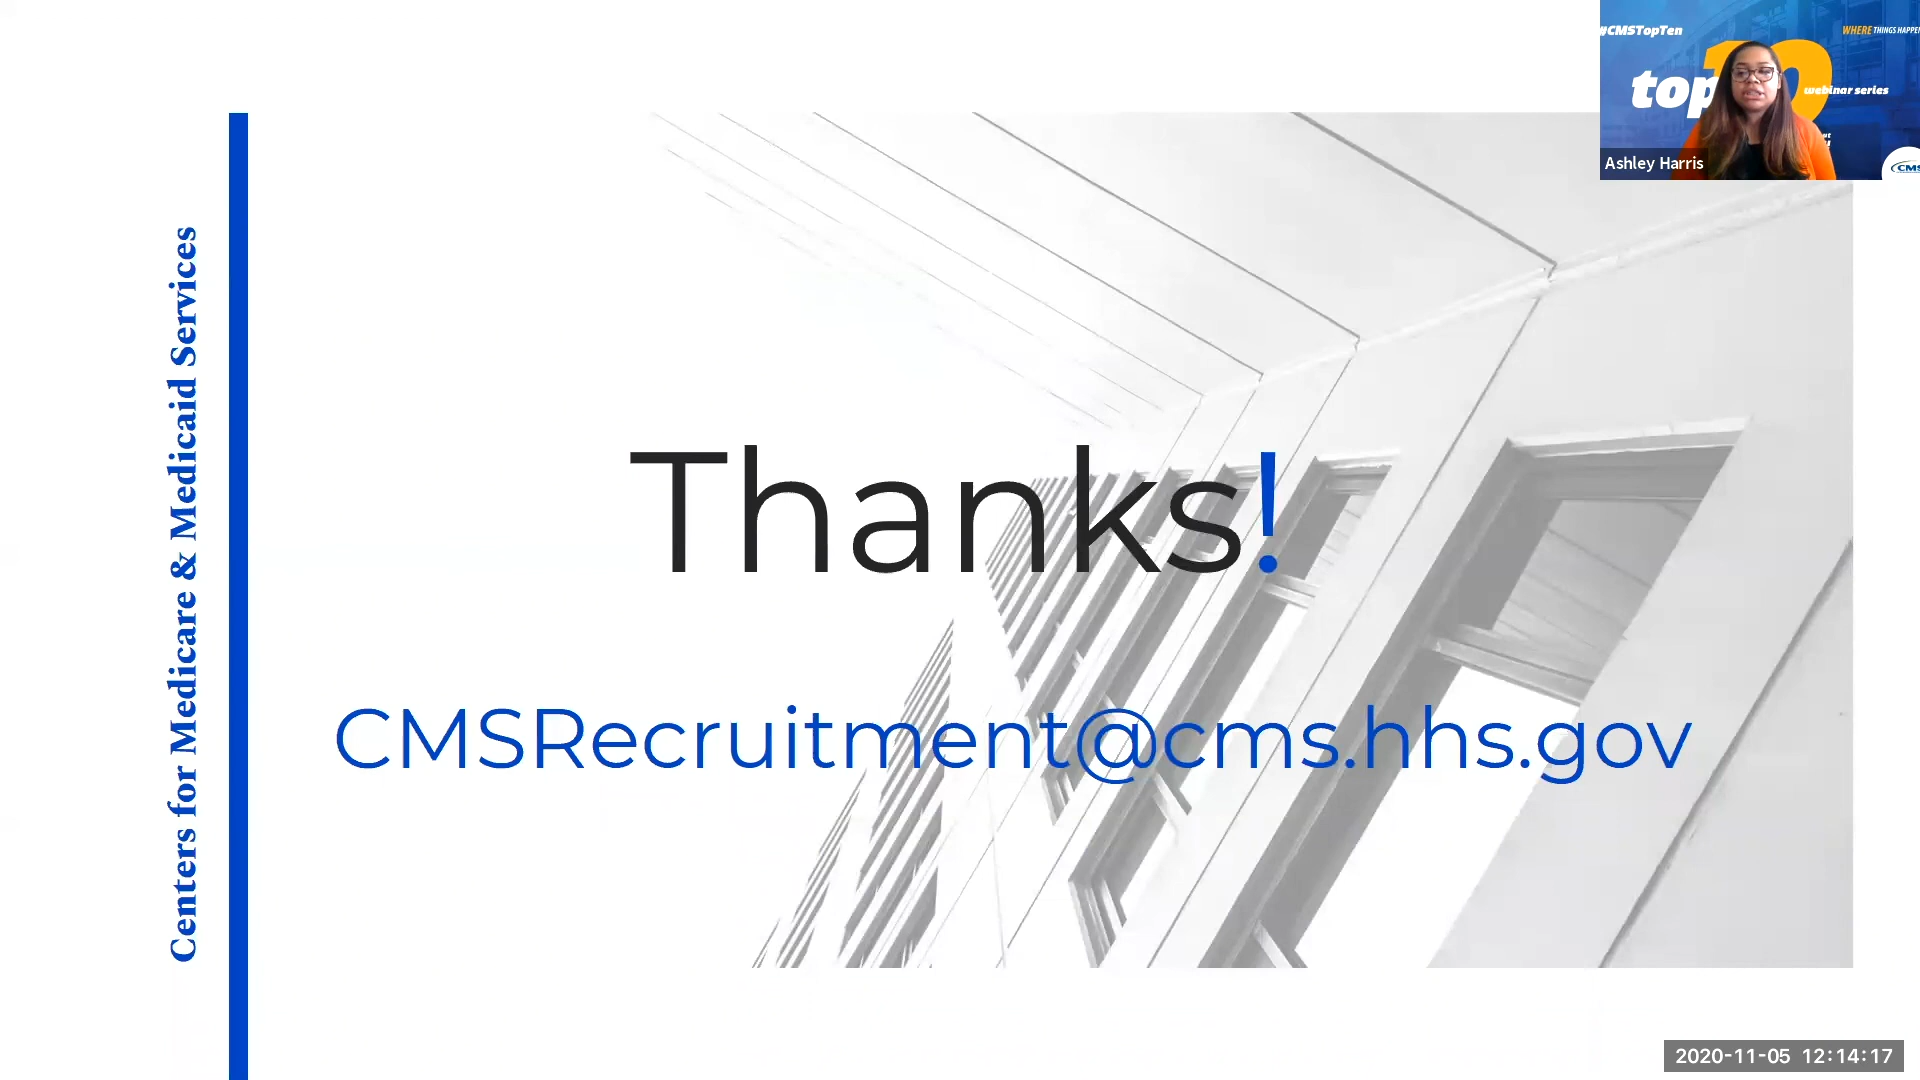 #CMSTopTen
WHERE THINGS HAPPEN
top 10
webinar series
Ashley Harris
CMS
Centers for Medicare & Medicaid Services
Thanks!
CMSRecruitment@cms.hhs.gov
2020-11-05 12:14:17